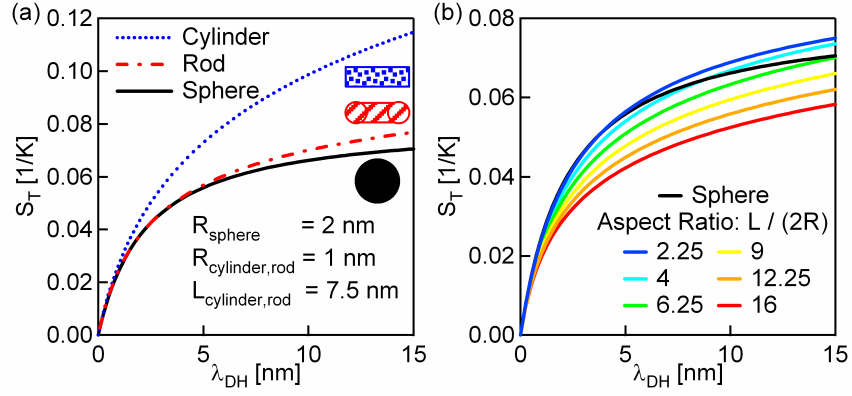 (a)
Cylinder
Rod
Sphere
R_sphere = 2 nm
R_cylinder,rod = 1 nm
L_cylinder,rod = 7.5 nm
S_T [1/K]
0.12
0.10
0.08
0.06
0.04
0.02
0.00
0 5 10 15
λ_DH [nm]
(b)
Sphere
Aspect Ratio: L / (2R)
2.25 9
4 12.25
6.25 16
S_T [1/K]
0.08
0.06
0.04
0.02
0.00
0 5 10 15
λ_DH [nm]